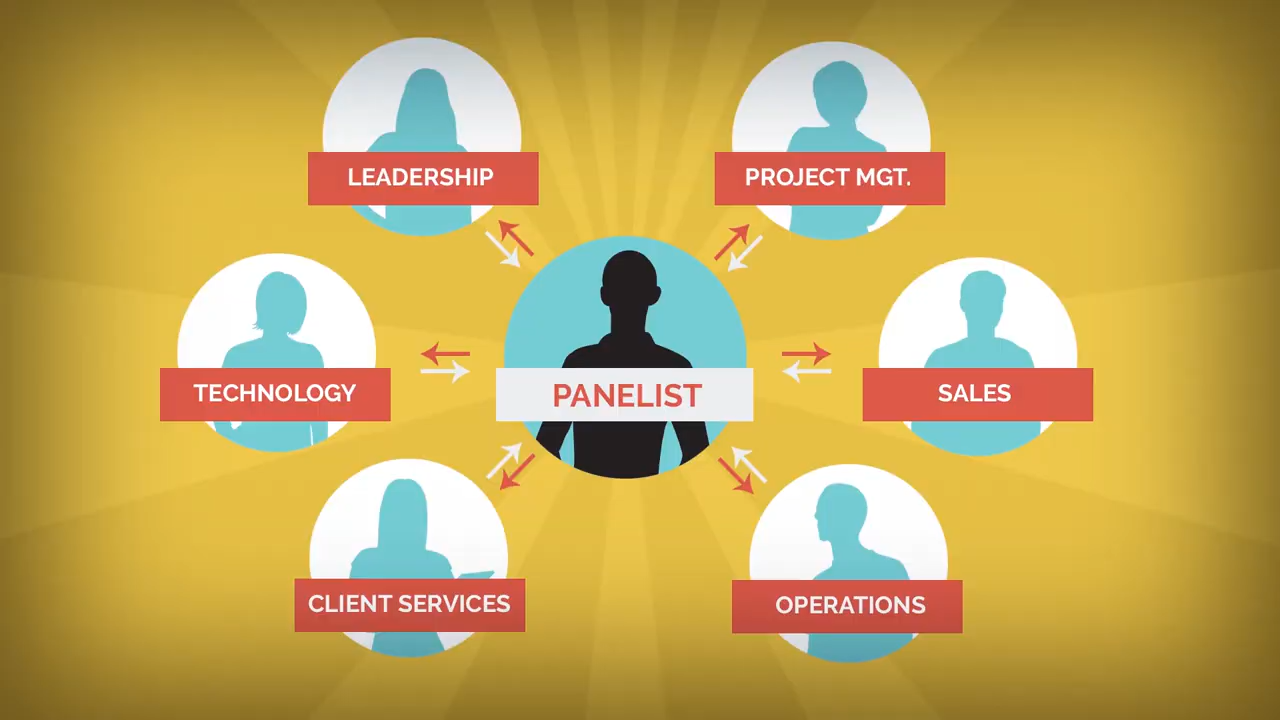 LEADERSHIP
PROJECT MGT.
TECHNOLOGY
PANELIST
SALES
CLIENT SERVICES
OPERATIONS